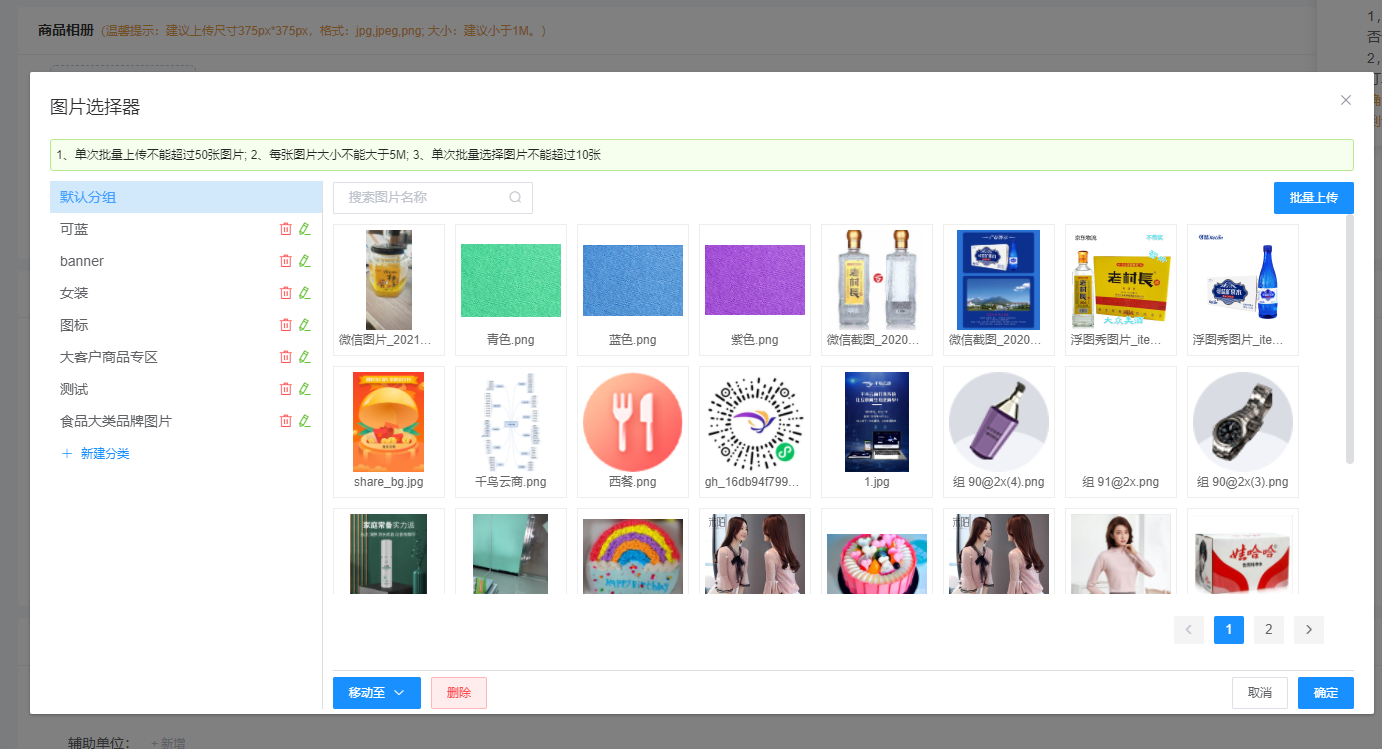 商品相册 (温馨提示：建议上传尺寸375px*375px，格式：jpg,jpeg,png; 大小：建议小于1M。)
1,
否
2,
图片选择器
1、单次批量上传不能超过50张图片; 2、每张图片大小不能大于5M; 3、单次批量选择图片不能超过10张
默认分组
可蓝
banner
女装
图标
大客户商品专区
测试
食品大类品牌图片
新建分类
搜索图片名称
批量上传
老村長
老村長
京东物流
大众美酒
微信图片_2021...
青色.png
蓝色.png
紫色.png
微信截图_2020...
微信截图_2020...
浮图秀图片_ite...
浮图秀图片_ite...
share_bg.jpg
千鸟云商.png
西餐.png
gh_16db94f799...
1.jpg
组 90@2x(4).png
组 91@2x.png
组 90@2x(3).png
家庭常备实力派
happy Birthday
娃哈哈
1
2
移动至
删除
取消
确定
辅助单位：
+ 新增